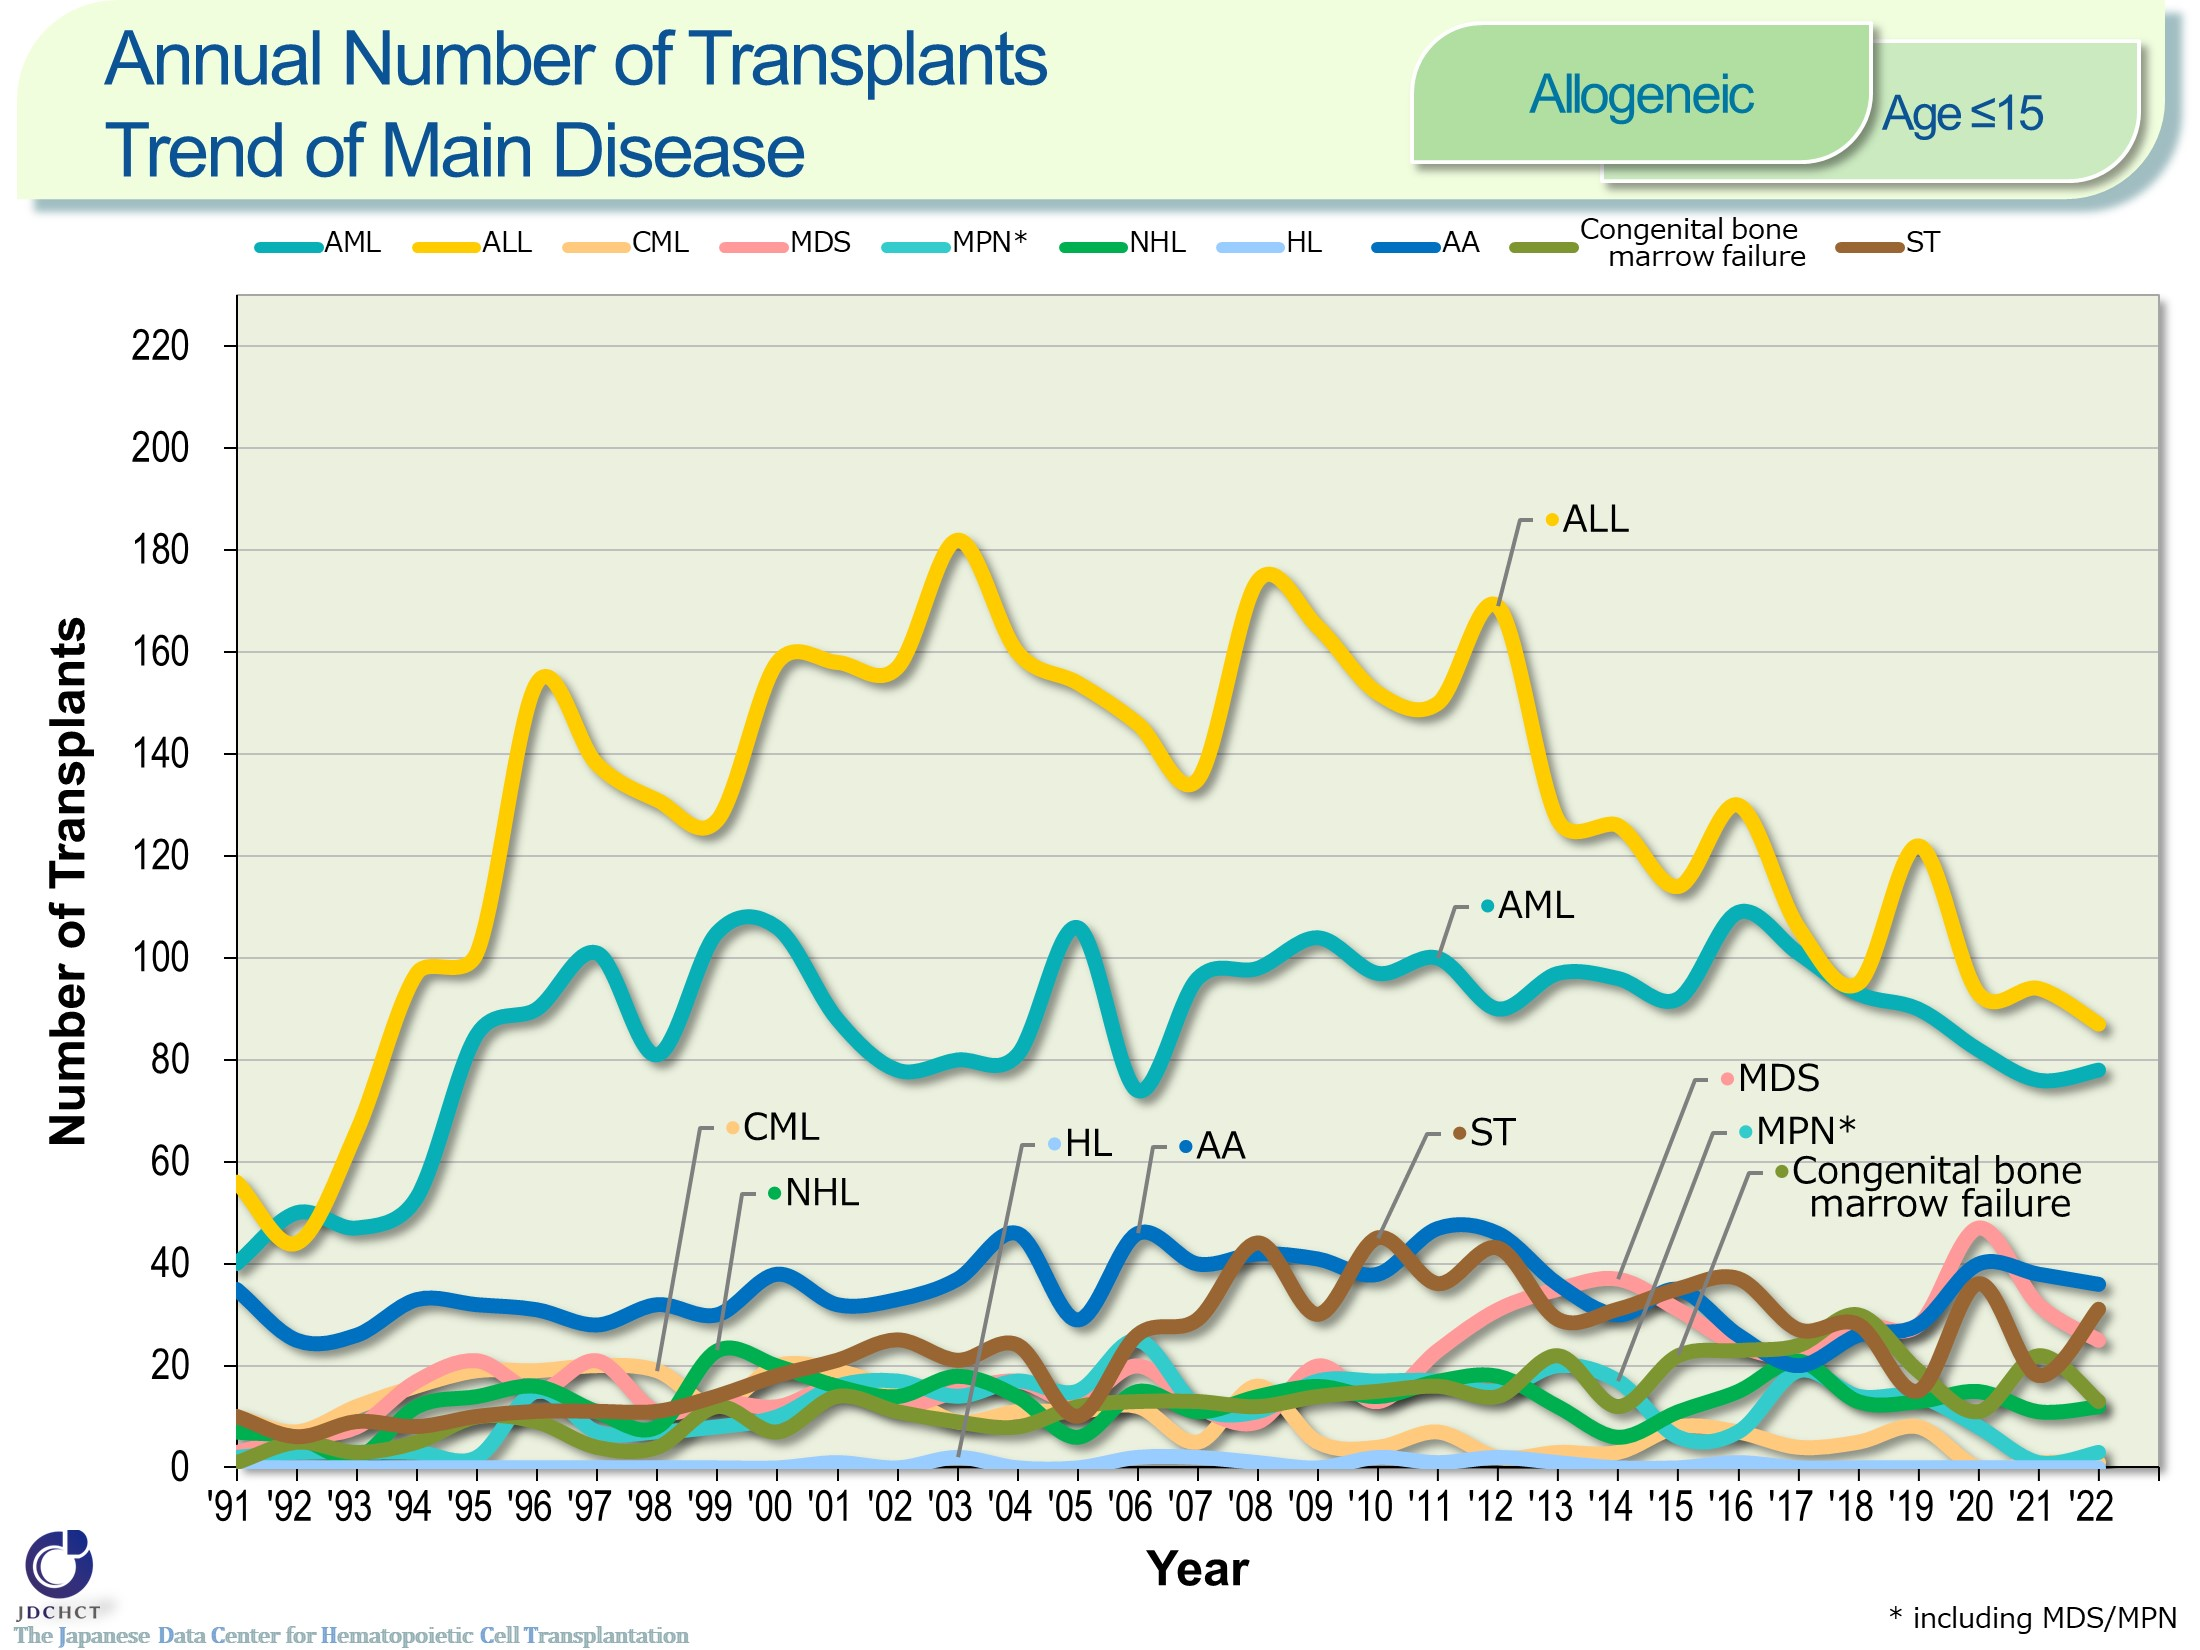 Annual Number of Transplants
Trend of Main Disease
Allogeneic
Age ≤15
AML ALL CML MDS MPN* NHL HL AA Congenital bone marrow failure ST
Number of Transplants
220
200
180
160
140
120
100
80
60
40
20
0
ALL
AML
MDS
CML
HL
AA
ST
MPN*
NHL
Congenital bone
marrow failure
'91 '92 '93 '94 '95 '96 '97 '98 '99 '00 '01 '02 '03 '04 '05 '06 '07 '08 '09 '10 '11 '12 '13 '14 '15 '16 '17 '18 '19 '20 '21 '22
Year
JDCHCT
The Japanese Data Center for Hematopoietic Cell Transplantation
* including MDS/MPN